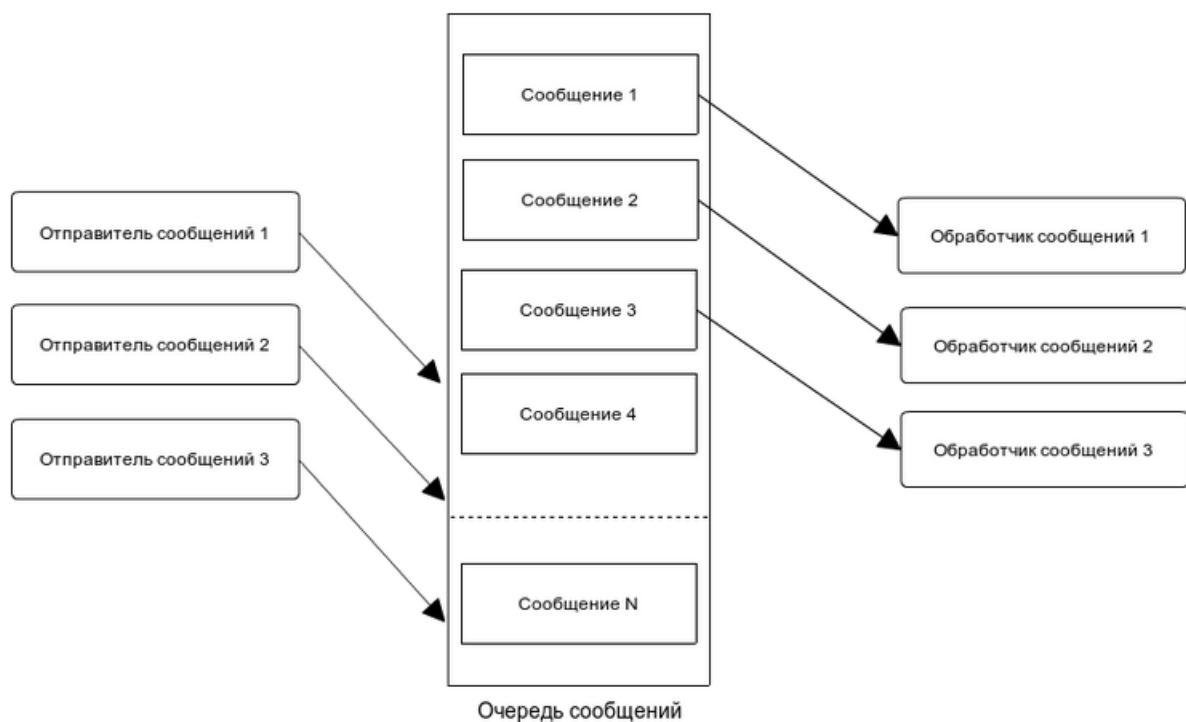 Сообщение 1
Сообщение 2
Сообщение 3
Сообщение 4
Сообщение N
Отправитель сообщений 1
Отправитель сообщений 2
Отправитель сообщений 3
Обработчик сообщений 1
Обработчик сообщений 2
Обработчик сообщений 3
Очередь сообщений